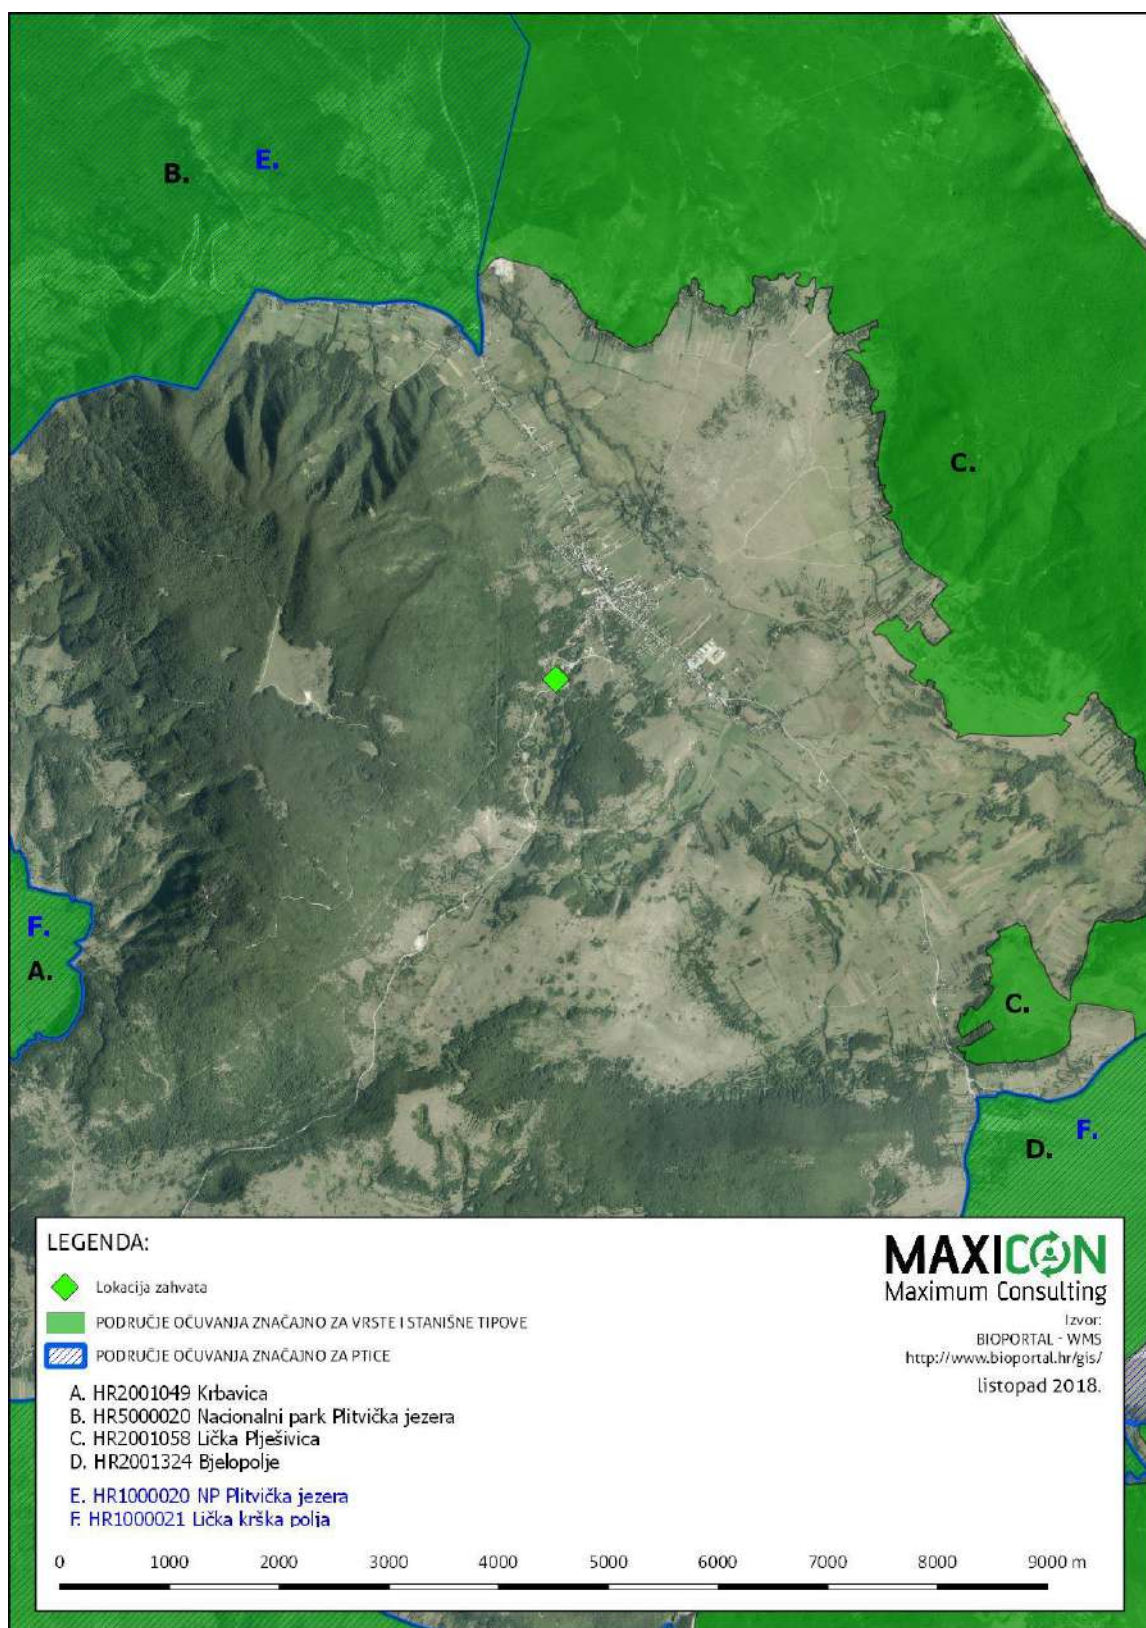 B.
E.
C.
F.
A.
C.
D.
F.
LEGENDA:
Lokacija zahvata
PODRUČJE OČUVANJA ZNAČAJNO ZA VRSTE I STANIŠNE TIPOVE
PODRUČJE OČUVANJA ZNAČAJNO ZA PTICE
A. HR2001049 Krbavica
B. HR5000020 Nacionalni park Plitvička jezera
C. HR2001058 Lička Plješivica
D. HR2001324 Bjelopolje
E. HR1000020 NP Plitvička jezera
F. HR1000021 Lička krška polja
MAXICON
Maximum Consulting
Izvor:
BIOPORTAL - WMS
http://www.bioportal.hr/gis/
listopad 2018.
0 1000 2000 3000 4000 5000 6000 7000 8000 9000 m